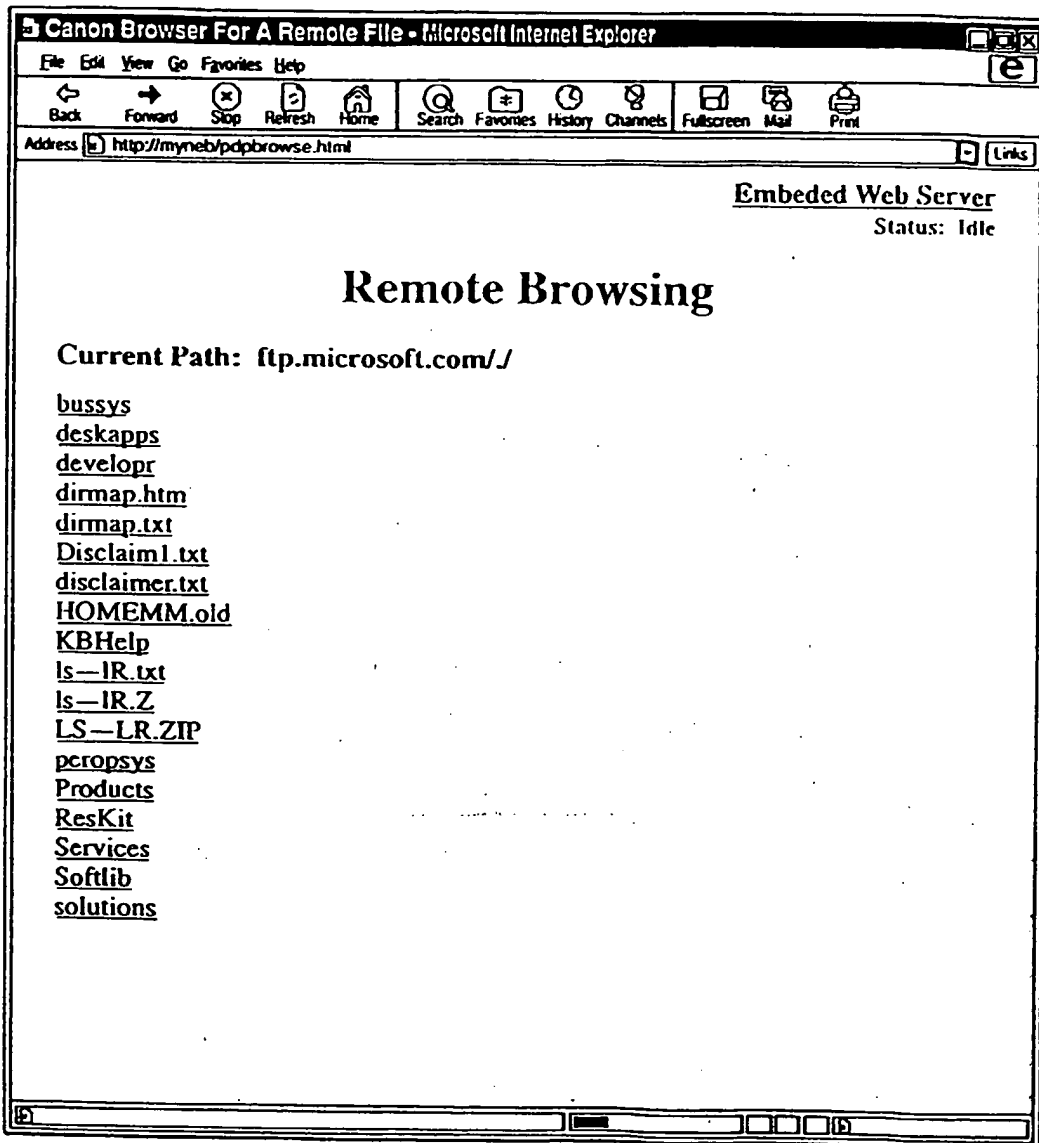 Canon Browser For A Remote File - Microsoft Internet Explorer
File Edit View Go Favorites Help
Back Forward Stop Refresh Home Search Favorites History Channels Fullscreen Mail Print
Address http://myneb/pdpbrowse.html Links
Embeded Web Server
Status: Idle
Remote Browsing
Current Path: ftp.microsoft.com/./
bussys
deskapps
developr
dirmap.htm
dirmap.txt
Disclaim1.txt
disclaimer.txt
HOMEMM.old
KBHelp
ls—lR.txt
ls—lR.Z
LS—LR.ZIP
peropsys
Products
ResKit
Services
Softlib
solutions